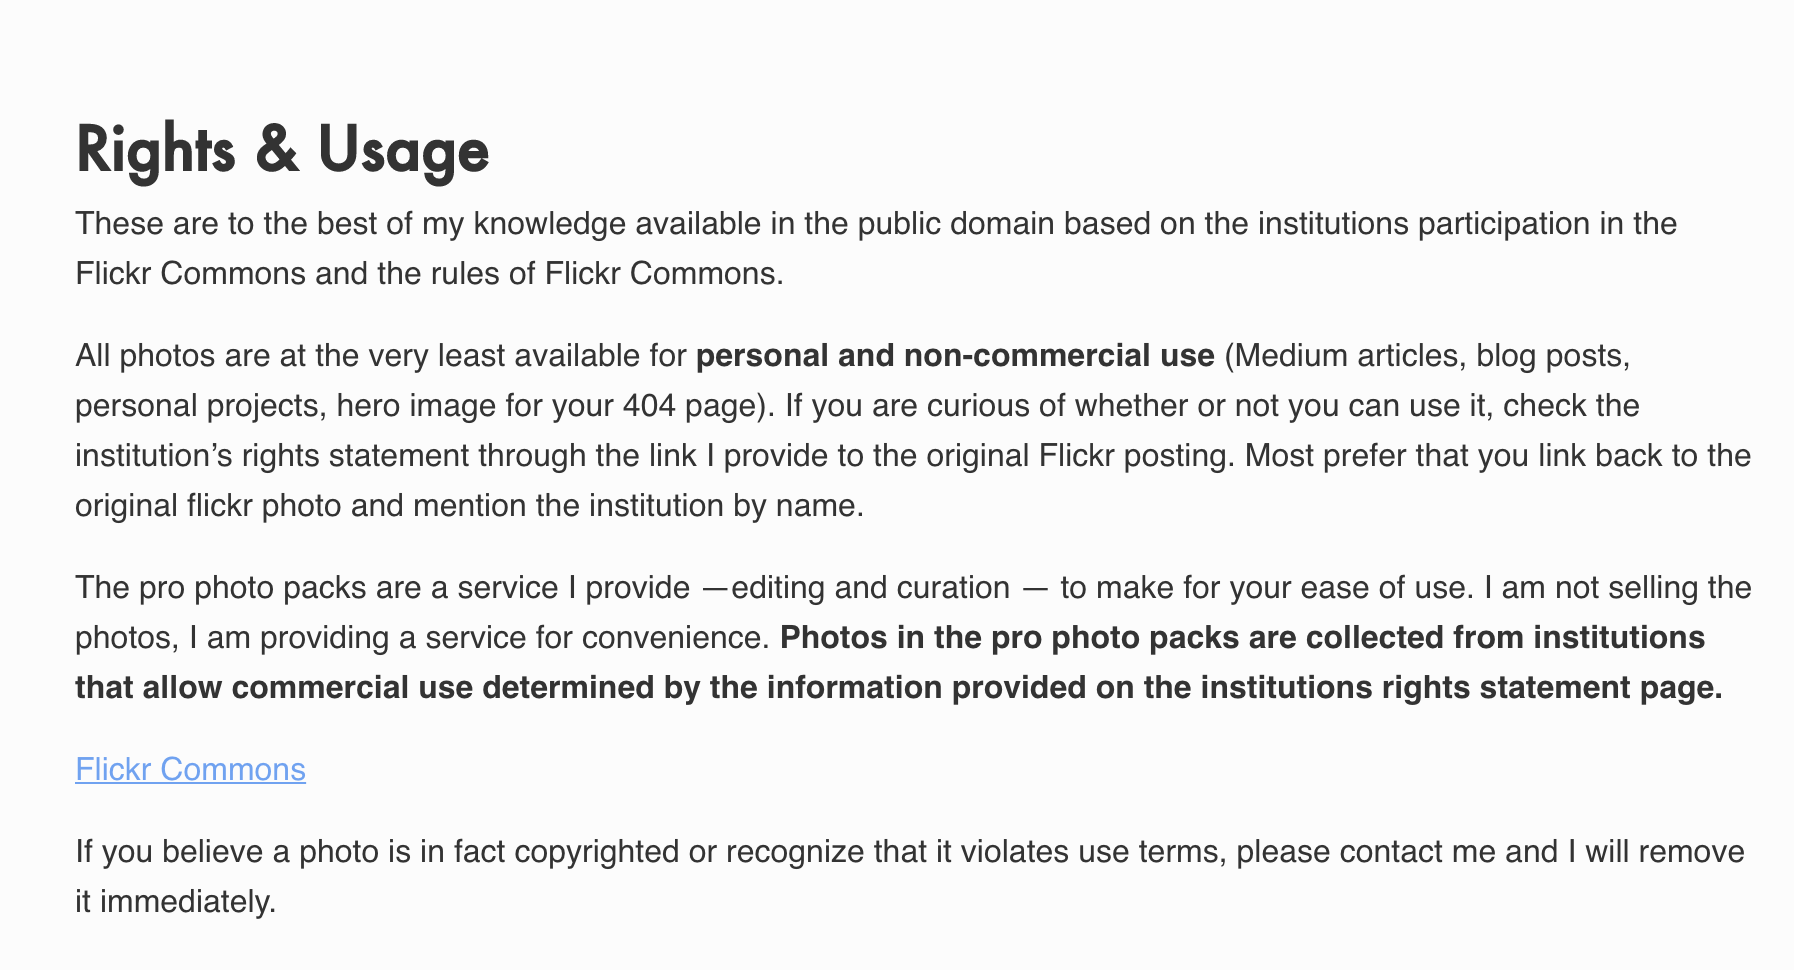 Rights & Usage
These are to the best of my knowledge available in the public domain based on the institutions participation in the
Flickr Commons and the rules of Flickr Commons.
All photos are at the very least available for personal and non-commercial use (Medium articles, blog posts,
personal projects, hero image for your 404 page). If you are curious of whether or not you can use it, check the
institution’s rights statement through the link I provide to the original Flickr posting. Most prefer that you link back to the
original flickr photo and mention the institution by name.
The pro photo packs are a service I provide —editing and curation — to make for your ease of use. I am not selling the
photos, I am providing a service for convenience. Photos in the pro photo packs are collected from institutions
that allow commercial use determined by the information provided on the institutions rights statement page.
Flickr Commons
If you believe a photo is in fact copyrighted or recognize that it violates use terms, please contact me and I will remove
it immediately.